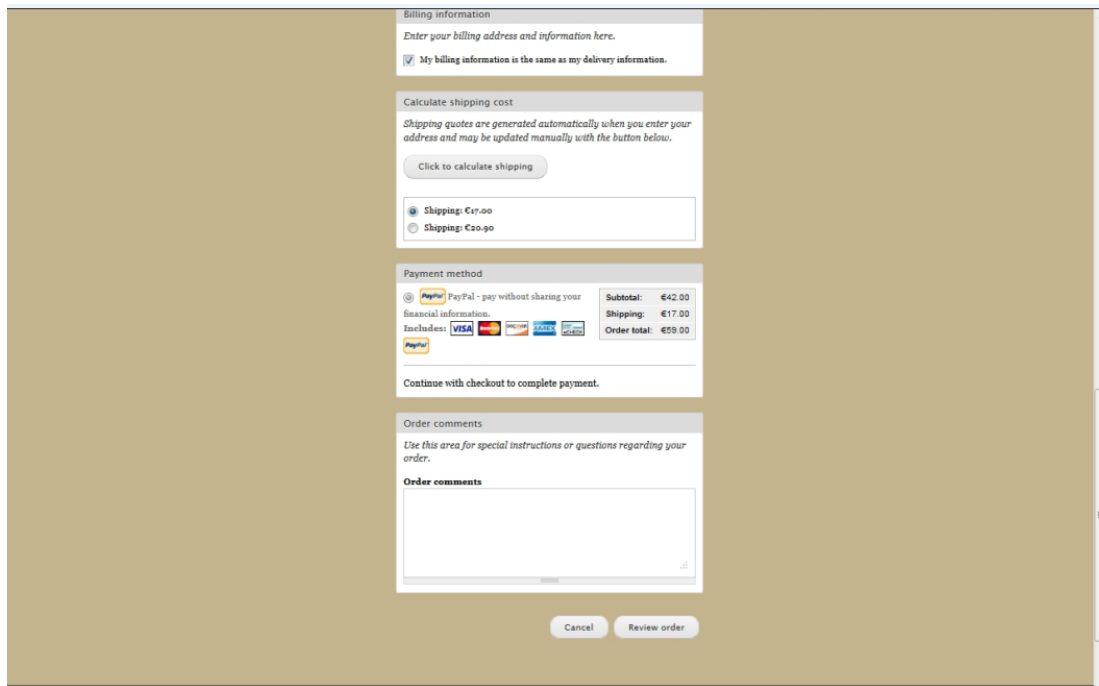 Billing information
Enter your billing address and information here.
My billing information is the same as my delivery information.
Calculate shipping cost
Shipping quotes are generated automatically when you enter your
address and may be updated manually with the button below.
Click to calculate shipping
Shipping: €17.00
Shipping: €20.90
Payment method
PayPal PayPal - pay without sharing your
financial information.
Includes: VISA MasterCard DISCOVER AMEX eCHECK
PayPal
Subtotal: €42.00
Shipping: €17.00
Order total: €59.00
Continue with checkout to complete payment.
Order comments
Use this area for special instructions or questions regarding your
order.
Order comments
Cancel Review order